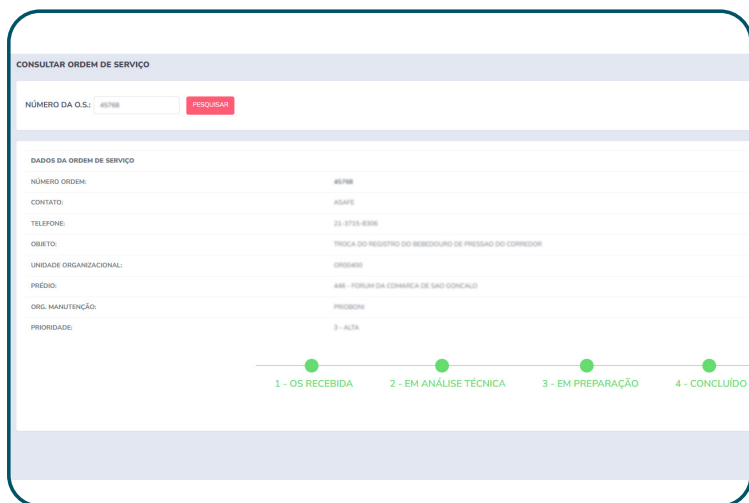 CONSULTAR ORDEM DE SERVIÇO
NÚMERO DA O.S.: 45768 PESQUISAR
DADOS DA ORDEM DE SERVIÇO
NÚMERO ORDEM: 45768
CONTATO: ASAFE
TELEFONE: 21-3715-8306
OBJETO: TROCA DO REGISTRO DO BEBEDOURO DE PRESSAO DO CORREDOR
UNIDADE ORGANIZACIONAL: OR00400
PRÉDIO: 446 - FORUM DA COMARCA DE SAO GONCALO
ORG. MANUTENÇÃO: PRIOBONI
PRIORIDADE: 3 - ALTA
1 - OS RECEBIDA 2 - EM ANÁLISE TÉCNICA 3 - EM PREPARAÇÃO 4 - CONCLUÍDO